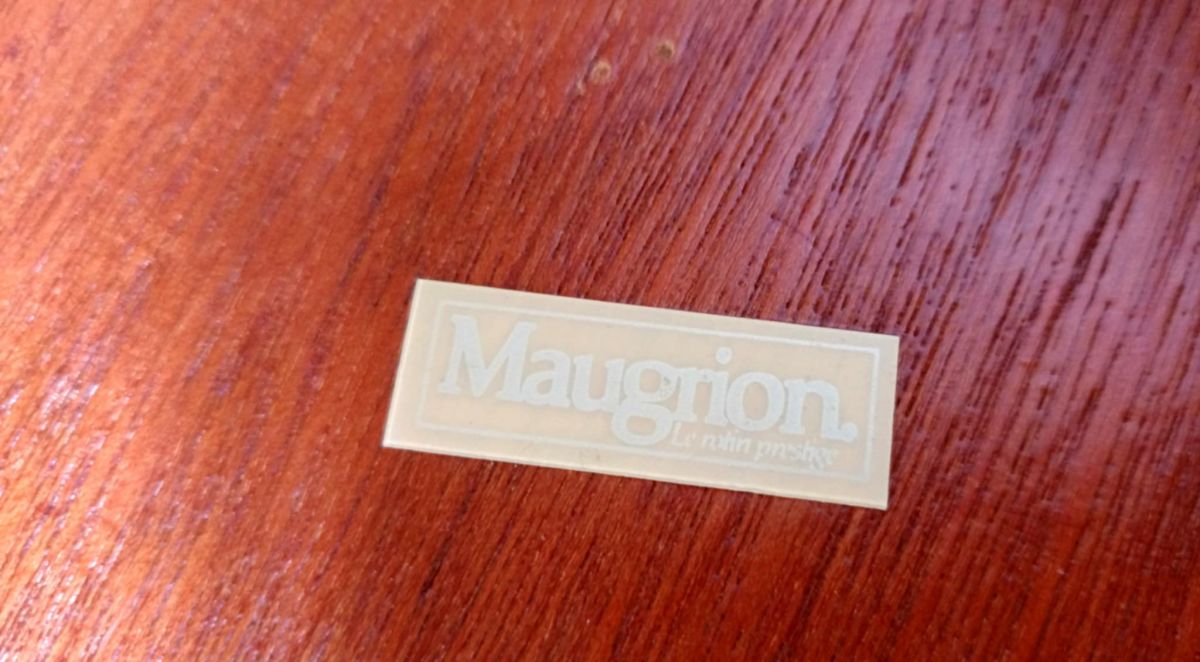 Maugrion.
Le rotin prestige